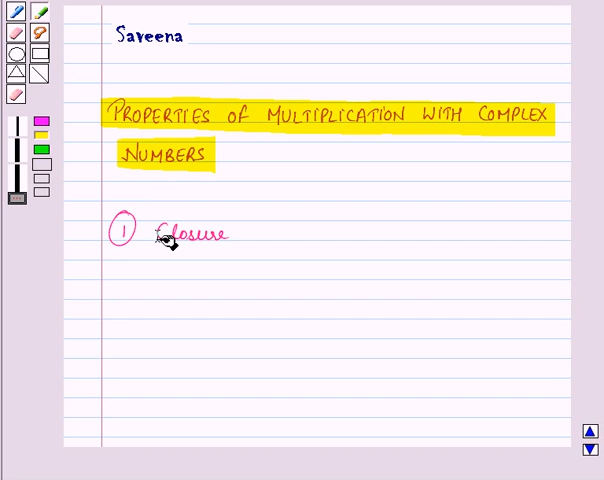 Saveena
PROPERTIES OF MULTIPLICATION WITH COMPLEX
NUMBERS
1 Closure